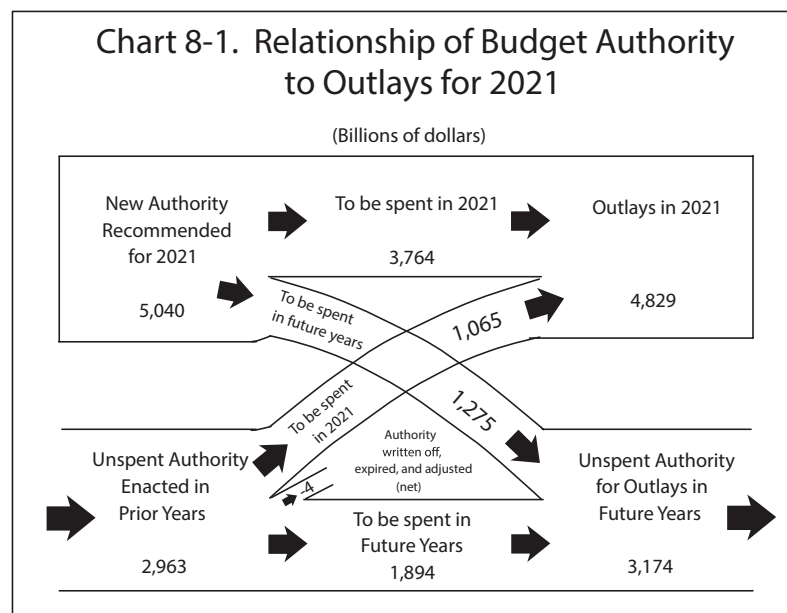 Chart 8-1. Relationship of Budget Authority
to Outlays for 2021
(Billions of dollars)
New Authority
Recommended
for 2021
5,040
To be spent in 2021
3,764
Outlays in 2021
4,829
To be spent
in future years
1,065
To be spent
in 2021
1,275
Authority
written off,
expired, and adjusted
(net)
-4
Unspent Authority
Enacted in
Prior Years
2,963
To be spent in
Future Years
1,894
Unspent Authority
for Outlays in
Future Years
3,174